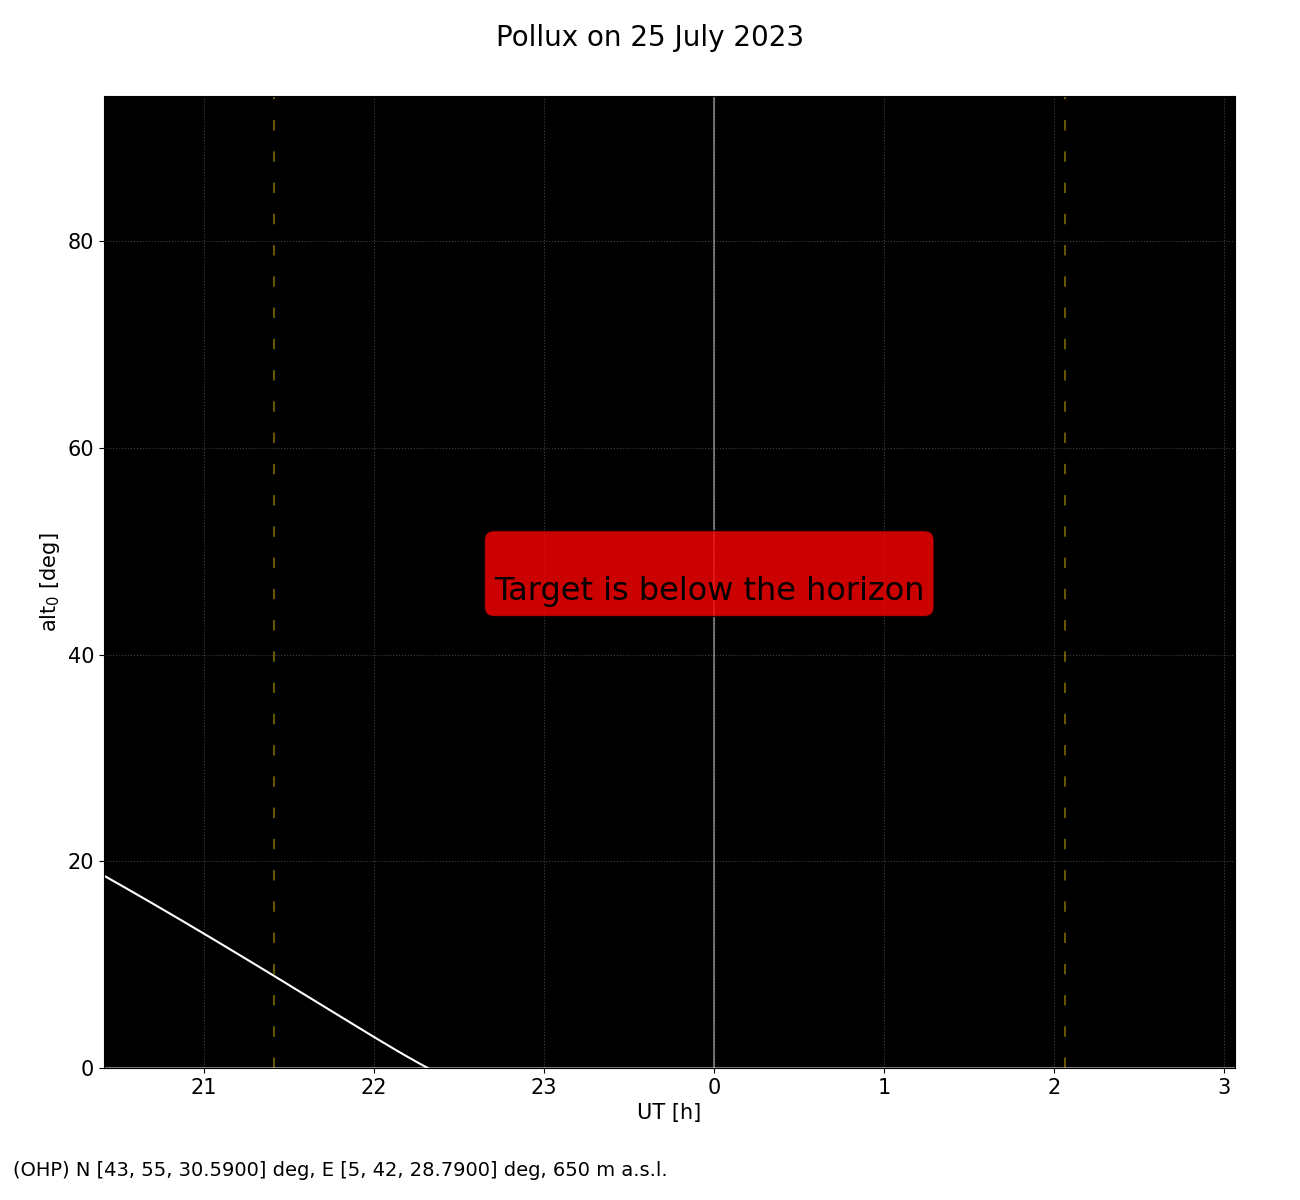 Pollux on 25 July 2023
80
60
40
20
0
alt₀ [deg]
Target is below the horizon
21 22 23 0 1 2 3
UT [h]
(OHP) N [43, 55, 30.5900] deg, E [5, 42, 28.7900] deg, 650 m a.s.l.